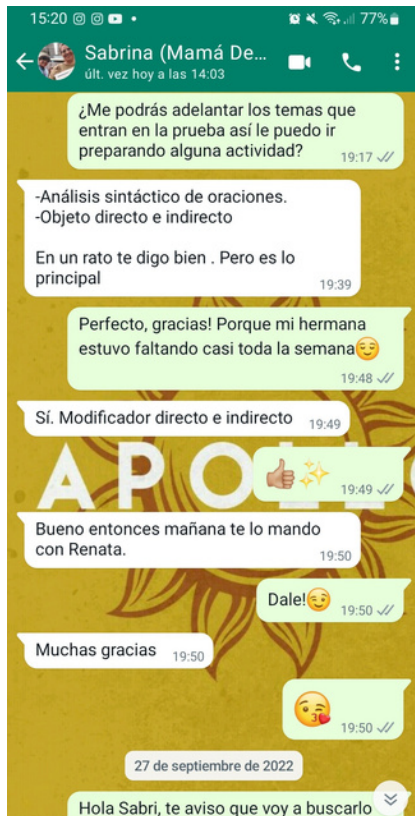 15:20
77%
Sabrina (Mamá De...
últ. vez hoy a las 14:03
¿Me podrás adelantar los temas que
entran en la prueba así le puedo ir
preparando alguna actividad?
19:17
-Análisis sintáctico de oraciones.
-Objeto directo e indirecto
En un rato te digo bien . Pero es lo
principal
19:39
Perfecto, gracias! Porque mi hermana
estuvo faltando casi toda la semana😌
19:48
Sí. Modificador directo e indirecto 19:49
APOLL
👍🏼✨
19:49
Bueno entonces mañana te lo mando
con Renata.
19:50
Dale!😉
19:50
Muchas gracias 19:50
😘
19:50
27 de septiembre de 2022
Hola Sabri, te aviso que voy a buscarlo